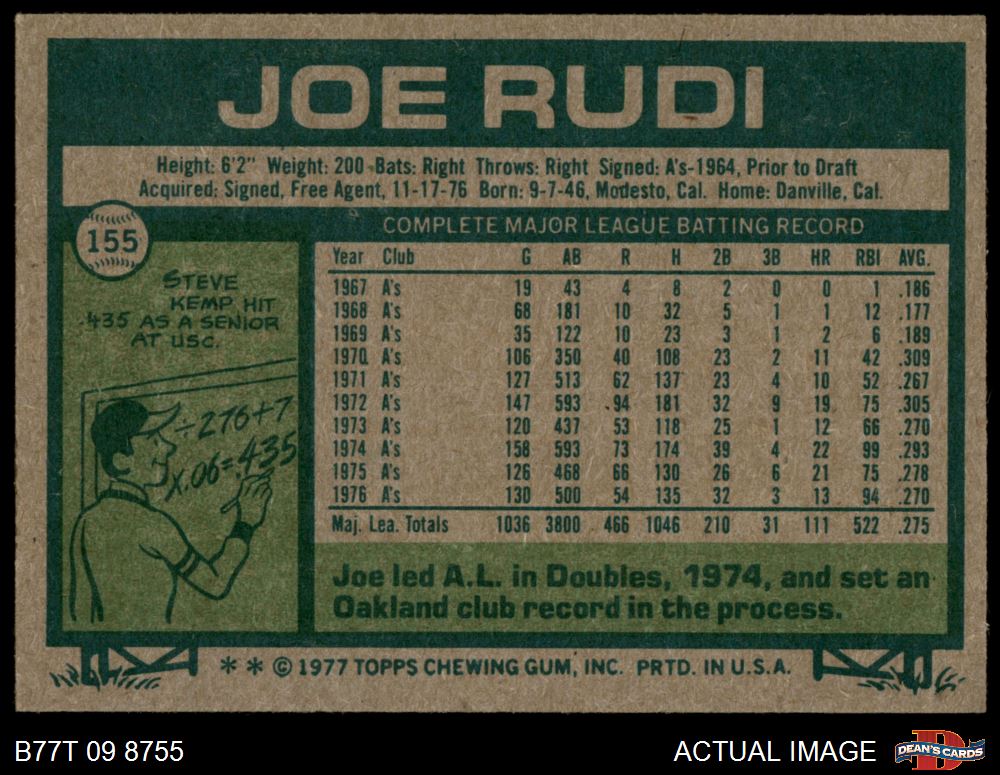 JOE RUDI
Height: 6'2" Weight: 200 Bats: Right Throws: Right Signed: A's-1964, Prior to Draft
Acquired: Signed, Free Agent, 11-17-76 Born: 9-7-46, Modesto, Cal. Home: Danville, Cal.
155
COMPLETE MAJOR LEAGUE BATTING RECORD
STEVE
KEMP HIT
.435 AS A SENIOR
AT USC.
÷276+7
x.06=.435
Year Club G AB R H 2B 3B HR RBI AVG.
1967 A's 19 43 4 8 2 0 0 1 .186
1968 A's 68 181 10 32 5 1 1 12 .177
1969 A's 35 122 10 23 3 1 2 6 .189
1970 A's 106 350 40 108 23 2 11 42 .309
1971 A's 127 513 62 137 23 4 10 52 .267
1972 A's 147 593 94 181 32 9 19 75 .305
1973 A's 120 437 53 118 25 1 12 66 .270
1974 A's 158 593 73 174 39 4 22 99 .293
1975 A's 126 468 66 130 26 6 21 75 .278
1976 A's 130 500 54 135 32 3 13 94 .270
Maj. Lea. Totals 1036 3800 466 1046 210 31 111 522 .275
Joe led A.L. in Doubles, 1974, and set an
Oakland club record in the process.
* * © 1977 TOPPS CHEWING GUM, INC. PRTD. IN U.S.A.
B77T 09 8755
ACTUAL IMAGE
D
DEAN'S CARDS